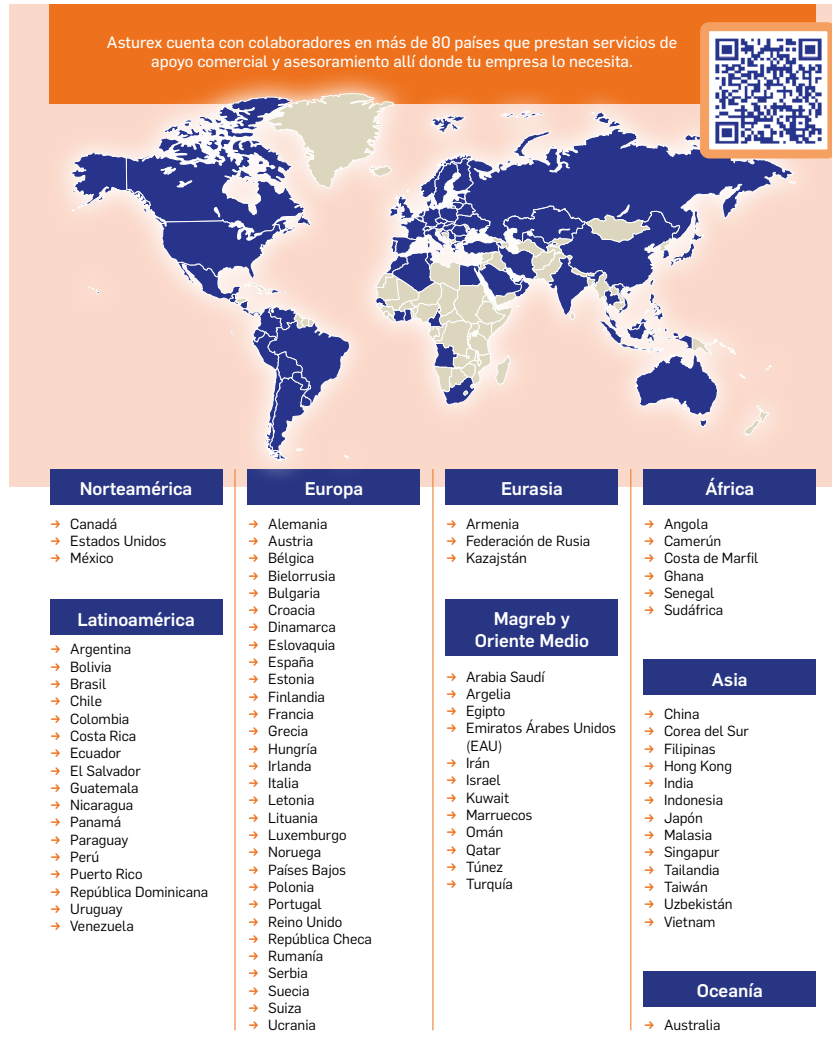 Asturex cuenta con colaboradores en más de 80 países que prestan servicios de
apoyo comercial y asesoramiento allí donde tu empresa lo necesita.
Norteamérica
→ Canadá
→ Estados Unidos
→ México
Latinoamérica
→ Argentina
→ Bolivia
→ Brasil
→ Chile
→ Colombia
→ Costa Rica
→ Ecuador
→ El Salvador
→ Guatemala
→ Nicaragua
→ Panamá
→ Paraguay
→ Perú
→ Puerto Rico
→ República Dominicana
→ Uruguay
→ Venezuela
Europa
→ Alemania
→ Austria
→ Bélgica
→ Bielorrusia
→ Bulgaria
→ Croacia
→ Dinamarca
→ Eslovaquia
→ España
→ Estonia
→ Finlandia
→ Francia
→ Grecia
→ Hungría
→ Irlanda
→ Italia
→ Letonia
→ Lituania
→ Luxemburgo
→ Noruega
→ Países Bajos
→ Polonia
→ Portugal
→ Reino Unido
→ República Checa
→ Rumanía
→ Serbia
→ Suecia
→ Suiza
→ Ucrania
Eurasia
→ Armenia
→ Federación de Rusia
→ Kazajstán
Magreb y
Oriente Medio
→ Arabia Saudí
→ Argelia
→ Egipto
→ Emiratos Árabes Unidos
(EAU)
→ Irán
→ Israel
→ Kuwait
→ Marruecos
→ Omán
→ Qatar
→ Túnez
→ Turquía
África
→ Angola
→ Camerún
→ Costa de Marfil
→ Ghana
→ Senegal
→ Sudáfrica
Asia
→ China
→ Corea del Sur
→ Filipinas
→ Hong Kong
→ India
→ Indonesia
→ Japón
→ Malasia
→ Singapur
→ Tailandia
→ Taiwán
→ Uzbekistán
→ Vietnam
Oceanía
→ Australia